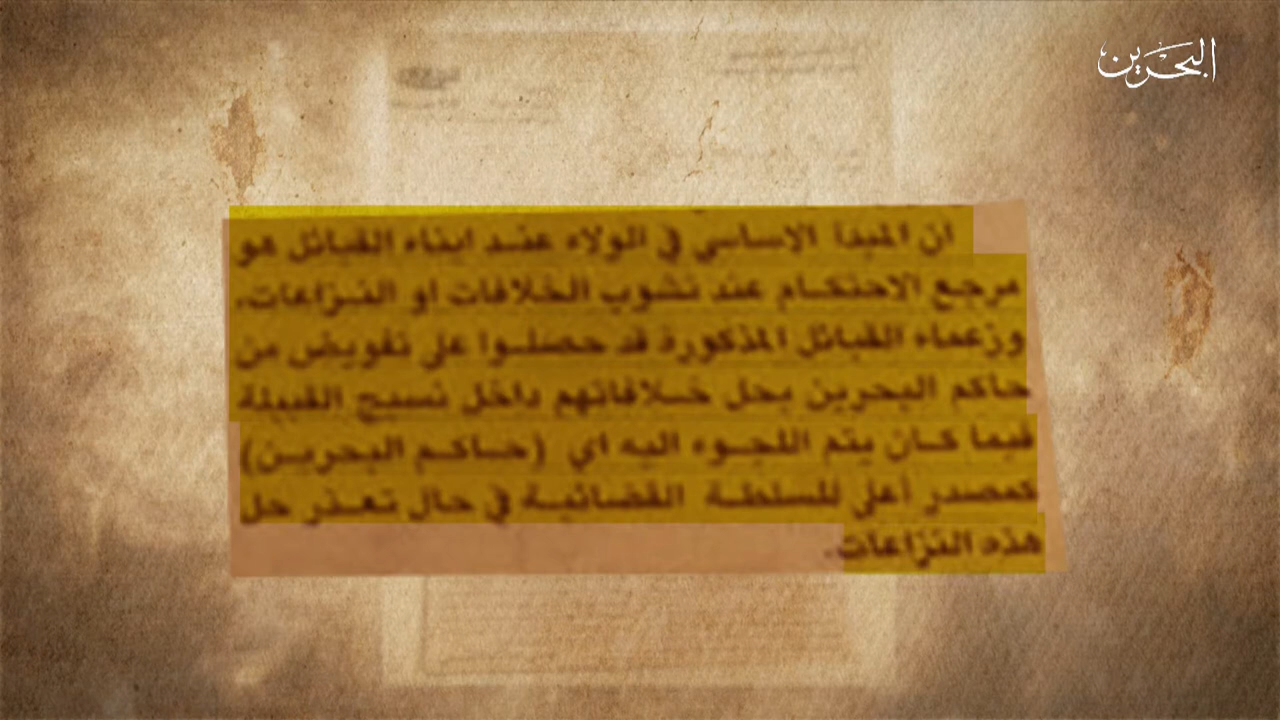 البحرين
ان المبدأ الاساسي في الولاء عند ابناء القبائل هو
مرجع الاحتكام عند نشوب الخلافات او النزاعات،
وزعماء القبائل المذكورة قد حصلوا على تفويض من
حاكم البحرين بحل خلافاتهم داخل نسيج القبيلة
فيما كان يتم اللجوء اليه اي (حاكم البحرين)
كمصدر أعلى للسلطة القضائية في حال تعذر حل
هذه النزاعات.